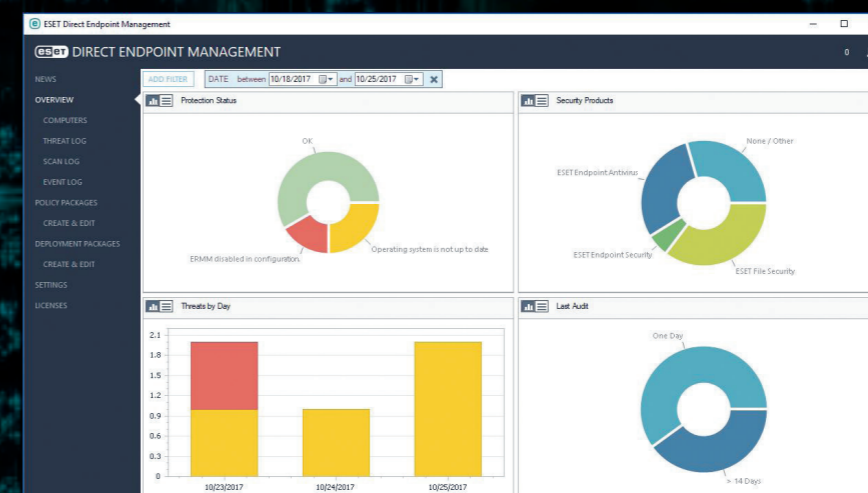 ESET Direct Endpoint Management
eset DIRECT ENDPOINT MANAGEMENT
0
NEWS
OVERVIEW
COMPUTERS
THREAT LOG
SCAN LOG
EVENT LOG
POLICY PACKAGES
CREATE & EDIT
DEPLOYMENT PACKAGES
CREATE & EDIT
SETTINGS
LICENSES
ADD FILTER
DATE between 10/18/2017 and 10/25/2017
Protection Status
OK
ERMM disabled in configuration.
Operating system is not up to date
Security Products
None / Other
ESET Endpoint Antivirus
ESET Endpoint Security
ESET File Security
Threats by Day
2.1
1.8
1.5
1.2
0.9
0.6
0.3
0
10/23/2017 10/24/2017 10/25/2017
Last Audit
One Day
> 14 Days